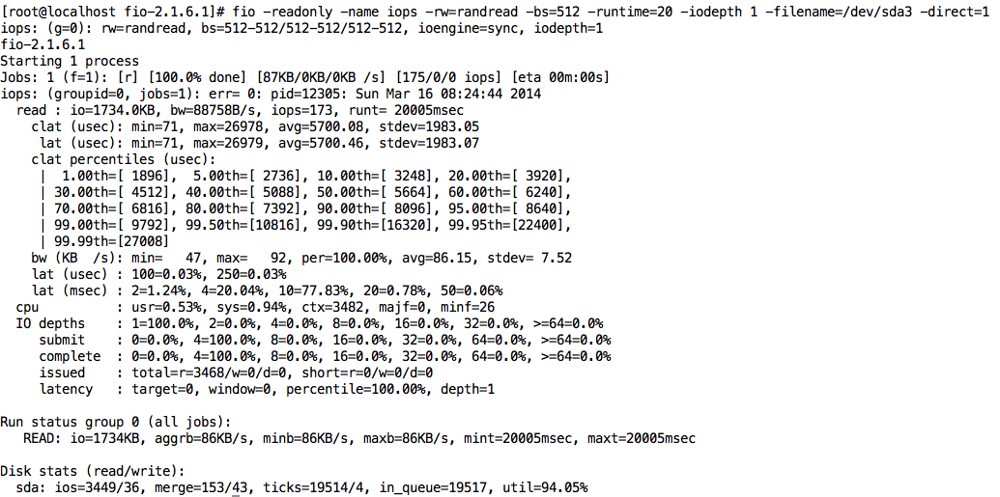 [root@localhost fio-2.1.6.1]# fio -readonly -name iops -rw=randread -bs=512 -runtime=20 -iodepth 1 -filename=/dev/sda3 -direct=1
iops: (g=0): rw=randread, bs=512-512/512-512/512-512, ioengine=sync, iodepth=1
fio-2.1.6.1
Starting 1 process
Jobs: 1 (f=1): [r] [100.0% done] [87KB/0KB/0KB /s] [175/0/0 iops] [eta 00m:00s]
iops: (groupid=0, jobs=1): err= 0: pid=12305: Sun Mar 16 08:24:44 2014
  read : io=1734.0KB, bw=88758B/s, iops=173, runt= 20005msec
    clat (usec): min=71, max=26978, avg=5700.08, stdev=1983.05
     lat (usec): min=71, max=26979, avg=5700.46, stdev=1983.07
    clat percentiles (usec):
     |  1.00th=[ 1896],  5.00th=[ 2736], 10.00th=[ 3248], 20.00th=[ 3920],
     | 30.00th=[ 4512], 40.00th=[ 5088], 50.00th=[ 5664], 60.00th=[ 6240],
     | 70.00th=[ 6816], 80.00th=[ 7392], 90.00th=[ 8096], 95.00th=[ 8640],
     | 99.00th=[ 9792], 99.50th=[10816], 99.90th=[16320], 99.95th=[22400],
     | 99.99th=[27008]
    bw (KB  /s): min=   47, max=   92, per=100.00%, avg=86.15, stdev= 7.52
    lat (usec) : 100=0.03%, 250=0.03%
    lat (msec) : 2=1.24%, 4=20.04%, 10=77.83%, 20=0.78%, 50=0.06%
  cpu          : usr=0.53%, sys=0.94%, ctx=3482, majf=0, minf=26
  IO depths    : 1=100.0%, 2=0.0%, 4=0.0%, 8=0.0%, 16=0.0%, 32=0.0%, >=64=0.0%
     submit    : 0=0.0%, 4=100.0%, 8=0.0%, 16=0.0%, 32=0.0%, 64=0.0%, >=64=0.0%
     complete  : 0=0.0%, 4=100.0%, 8=0.0%, 16=0.0%, 32=0.0%, 64=0.0%, >=64=0.0%
     issued    : total=r=3468/w=0/d=0, short=r=0/w=0/d=0
     latency   : target=0, window=0, percentile=100.00%, depth=1
Run status group 0 (all jobs):
   READ: io=1734KB, aggrb=86KB/s, minb=86KB/s, maxb=86KB/s, mint=20005msec, maxt=20005msec
Disk stats (read/write):
  sda: ios=3449/36, merge=153/43, ticks=19514/4, in_queue=19517, util=94.05%